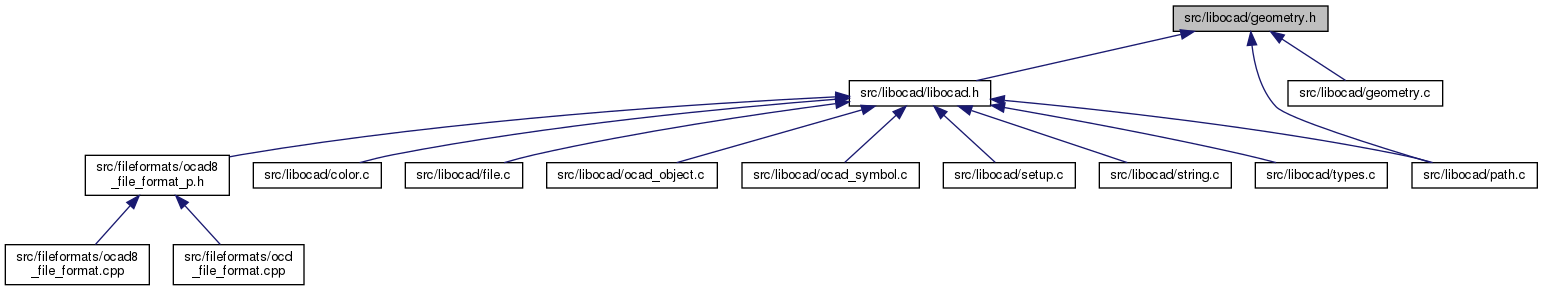 src/libocad/geometry.h
src/libocad/libocad.h
src/libocad/geometry.c
src/fileformats/ocad8
_file_format_p.h
src/libocad/color.c
src/libocad/file.c
src/libocad/ocad_object.c
src/libocad/ocad_symbol.c
src/libocad/setup.c
src/libocad/string.c
src/libocad/types.c
src/libocad/path.c
src/fileformats/ocad8
_file_format.cpp
src/fileformats/ocd
_file_format.cpp